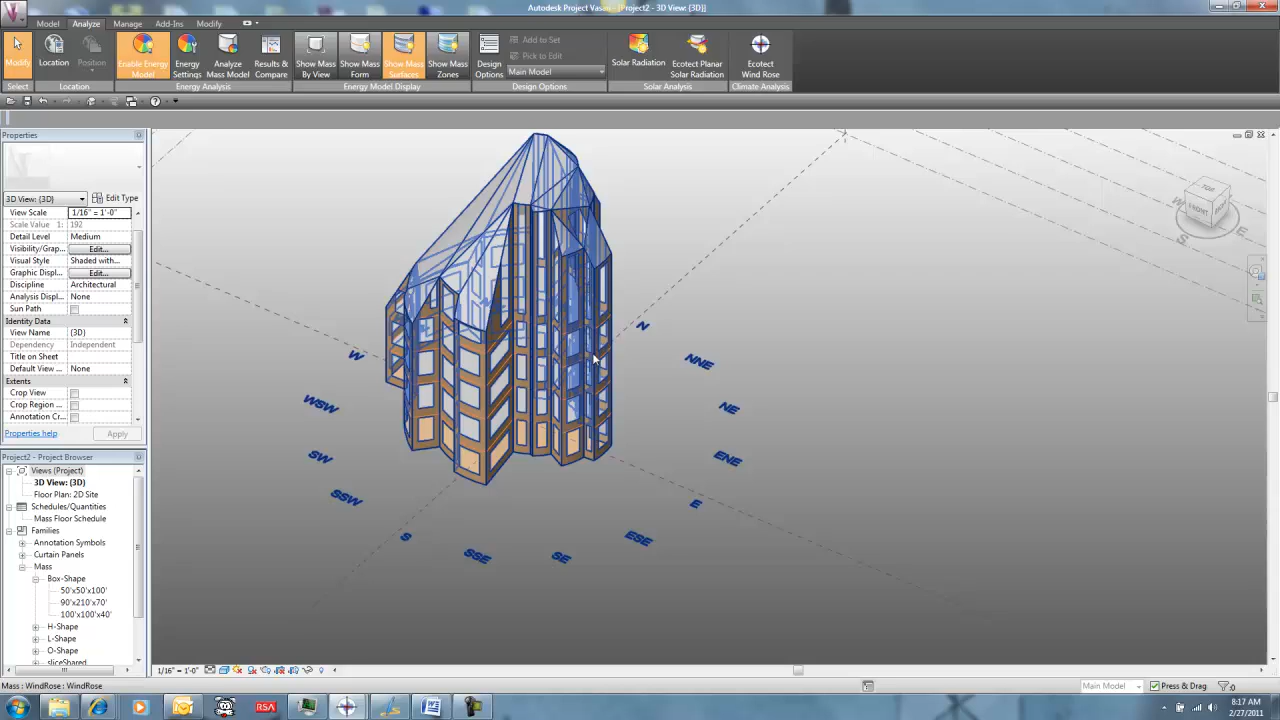 Autodesk Project Vasari - [Project2 - 3D View: {3D}]
Model Analyze Manage Add-Ins Modify
Modify
Location
Position
Enable Energy Model
Energy Settings
Analyze Mass Model
Results & Compare
Show Mass By View
Show Mass Form
Show Mass Surfaces
Show Mass Zones
Design Options
Add to Set
Pick to Edit
Main Model
Solar Radiation
Ecotect Planar Solar Radiation
Ecotect Wind Rose
Select
Location
Energy Analysis
Energy Model Display
Design Options
Solar Analysis
Climate Analysis
Properties
3D View: {3D}
Edit Type
View Scale 1/16" = 1'-0"
Scale Value 1: 192
Detail Level Medium
Visibility/Grap... Edit...
Visual Style Shaded with...
Graphic Displ... Edit...
Discipline Architectural
Analysis Displ... None
Sun Path
Identity Data
View Name {3D}
Dependency Independent
Title on Sheet
Default View ... None
Extents
Crop View
Crop Region ...
Annotation Cr...
Properties help
Apply
Project2 - Project Browser
Views (Project)
3D View: {3D}
Floor Plan: 2D Site
Schedules/Quantities
Mass Floor Schedule
Families
Annotation Symbols
Curtain Panels
Mass
Box-Shape
50'x50'x100'
90'x210'x70'
100'x100'x40'
H-Shape
L-Shape
O-Shape
sliceShared
N
NNE
NE
ENE
E
ESE
SE
SSE
S
SSW
SW
WSW
W
TOP
FRONT
RIGHT
W
S
E
1/16" = 1'-0"
Mass : WindRose : WindRose
Main Model
Press & Drag
:0
RSA
8:17 AM
2/27/2011